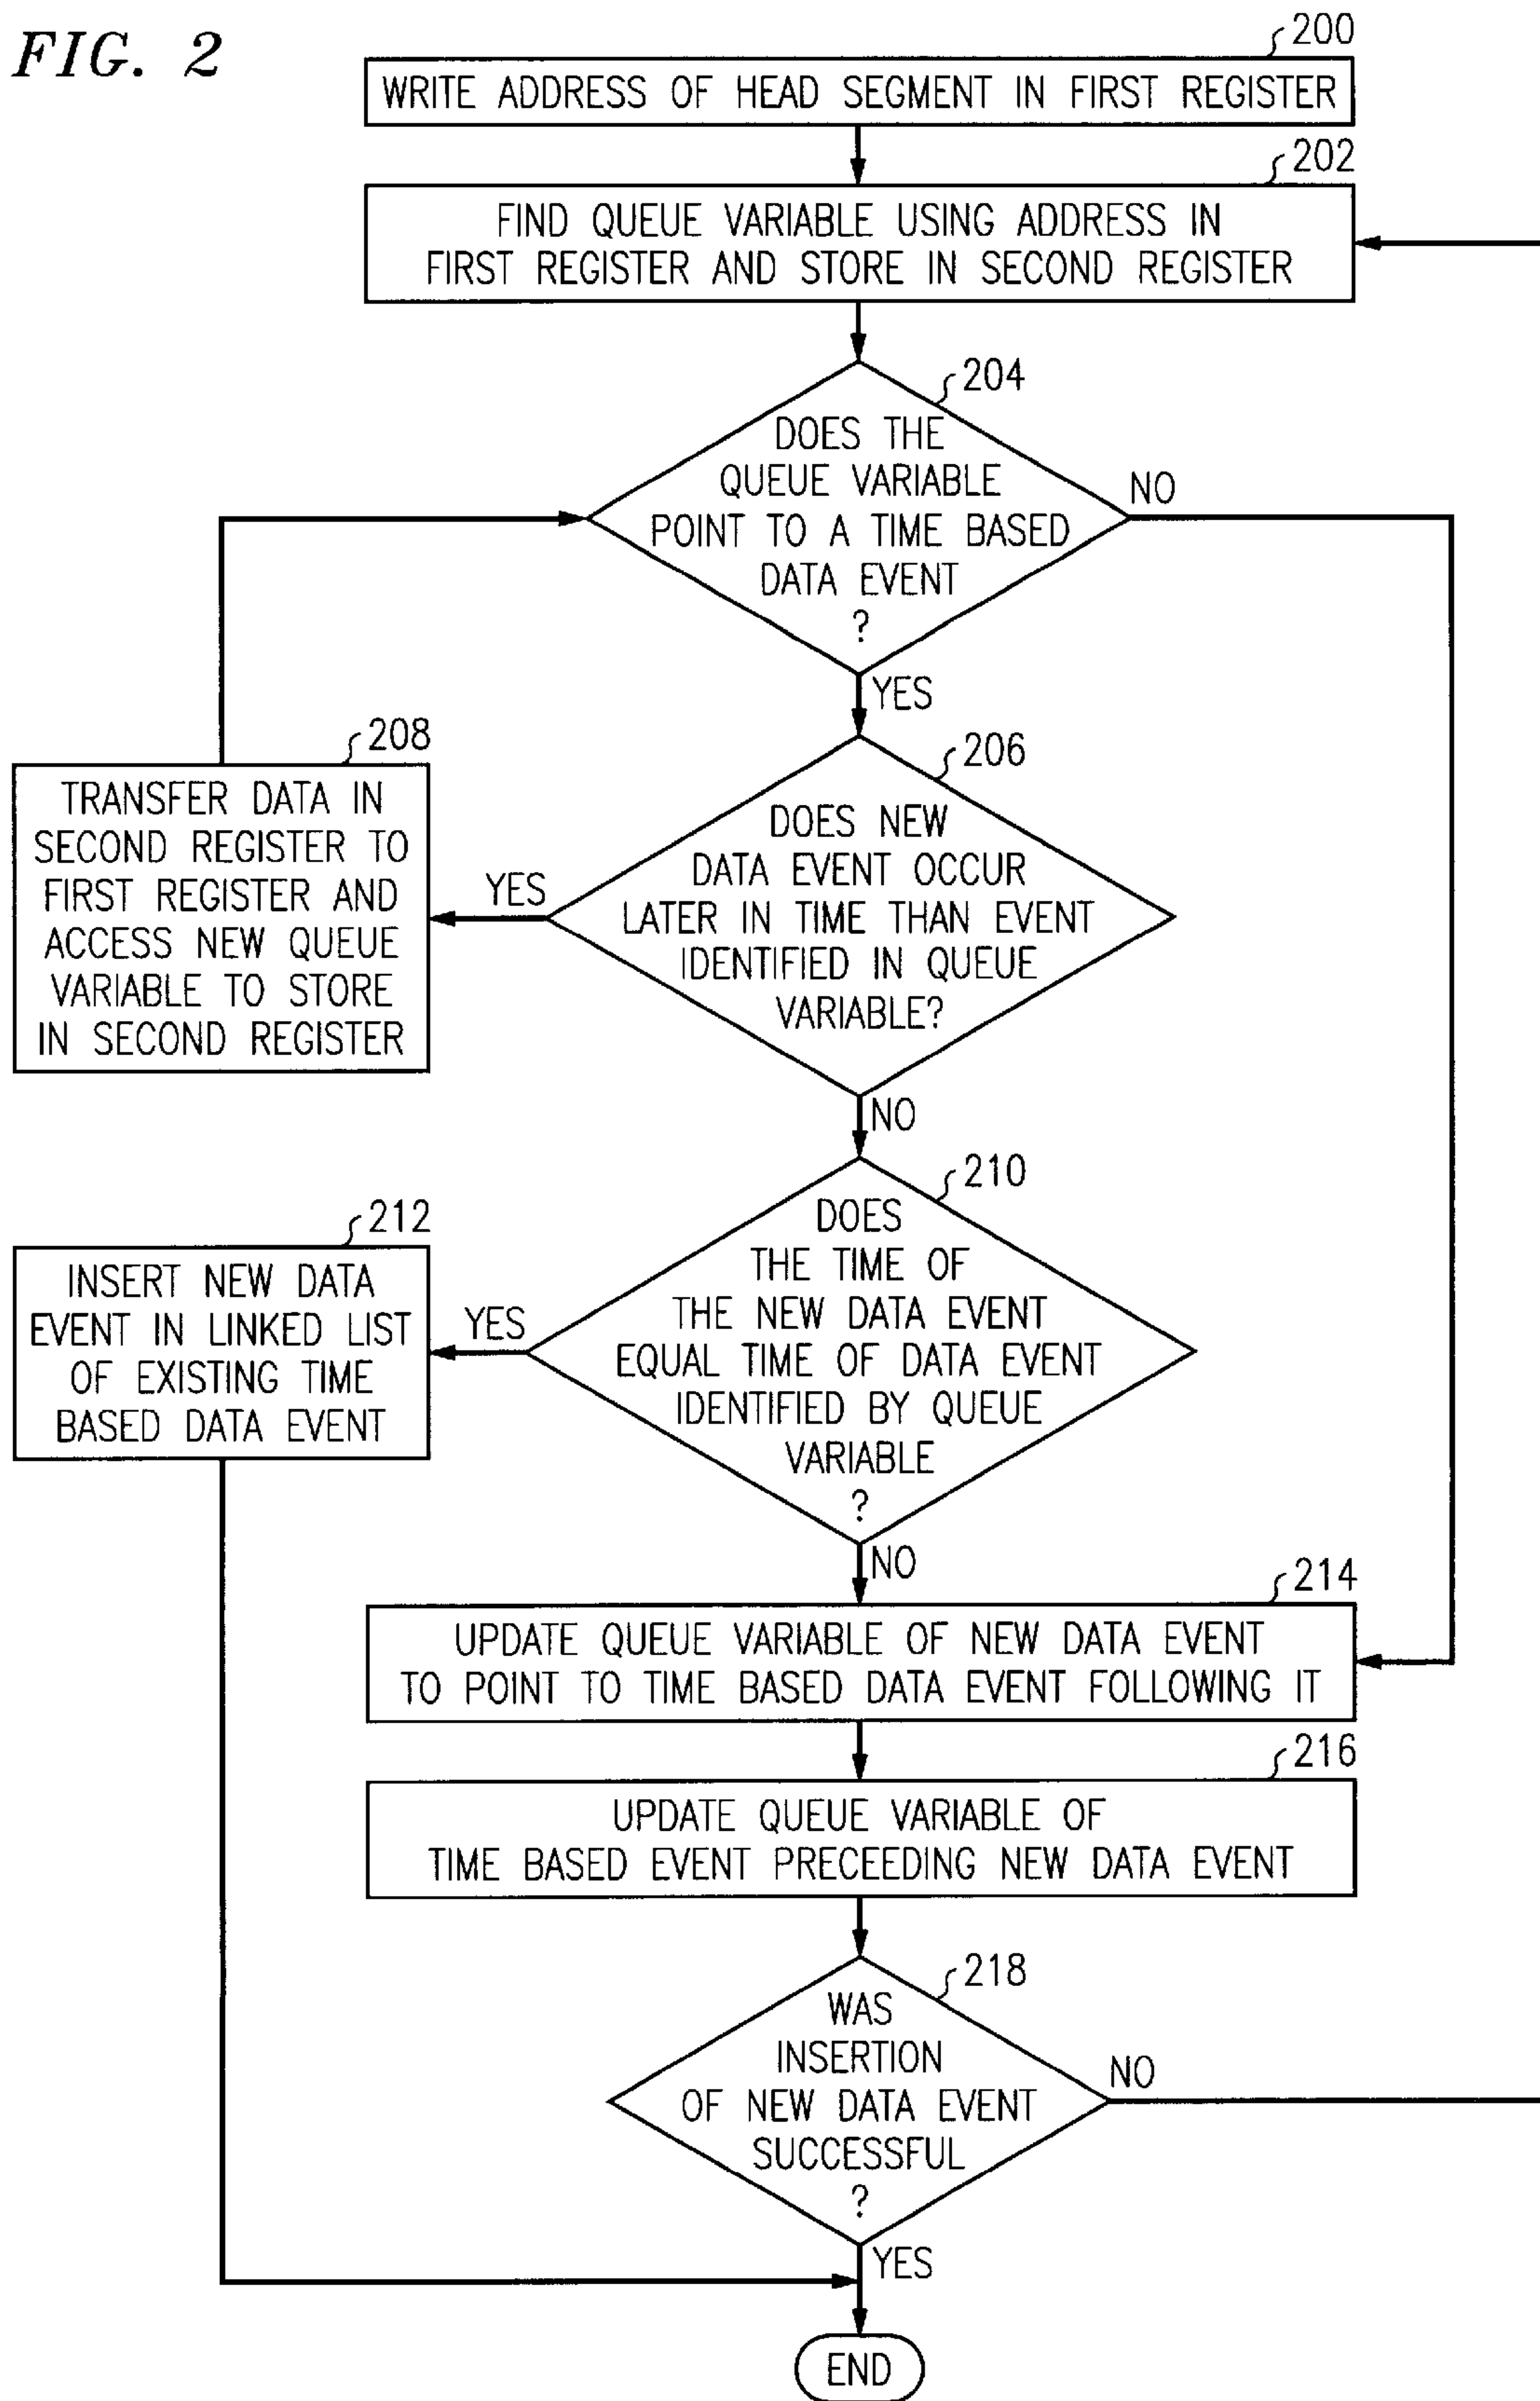 FIG. 2
200
WRITE ADDRESS OF HEAD SEGMENT IN FIRST REGISTER
202
FIND QUEUE VARIABLE USING ADDRESS IN
FIRST REGISTER AND STORE IN SECOND REGISTER
204
DOES THE
QUEUE VARIABLE
POINT TO A TIME BASED
DATA EVENT
?
NO
YES
206
DOES NEW
DATA EVENT OCCUR
LATER IN TIME THAN EVENT
IDENTIFIED IN QUEUE
VARIABLE?
YES
208
TRANSFER DATA IN
SECOND REGISTER TO
FIRST REGISTER AND
ACCESS NEW QUEUE
VARIABLE TO STORE
IN SECOND REGISTER
NO
210
DOES
THE TIME OF
THE NEW DATA EVENT
EQUAL TIME OF DATA EVENT
IDENTIFIED BY QUEUE
VARIABLE
?
YES
212
INSERT NEW DATA
EVENT IN LINKED LIST
OF EXISTING TIME
BASED DATA EVENT
NO
214
UPDATE QUEUE VARIABLE OF NEW DATA EVENT
TO POINT TO TIME BASED DATA EVENT FOLLOWING IT
216
UPDATE QUEUE VARIABLE OF
TIME BASED EVENT PRECEEDING NEW DATA EVENT
218
WAS
INSERTION
OF NEW DATA EVENT
SUCCESSFUL
?
NO
YES
END